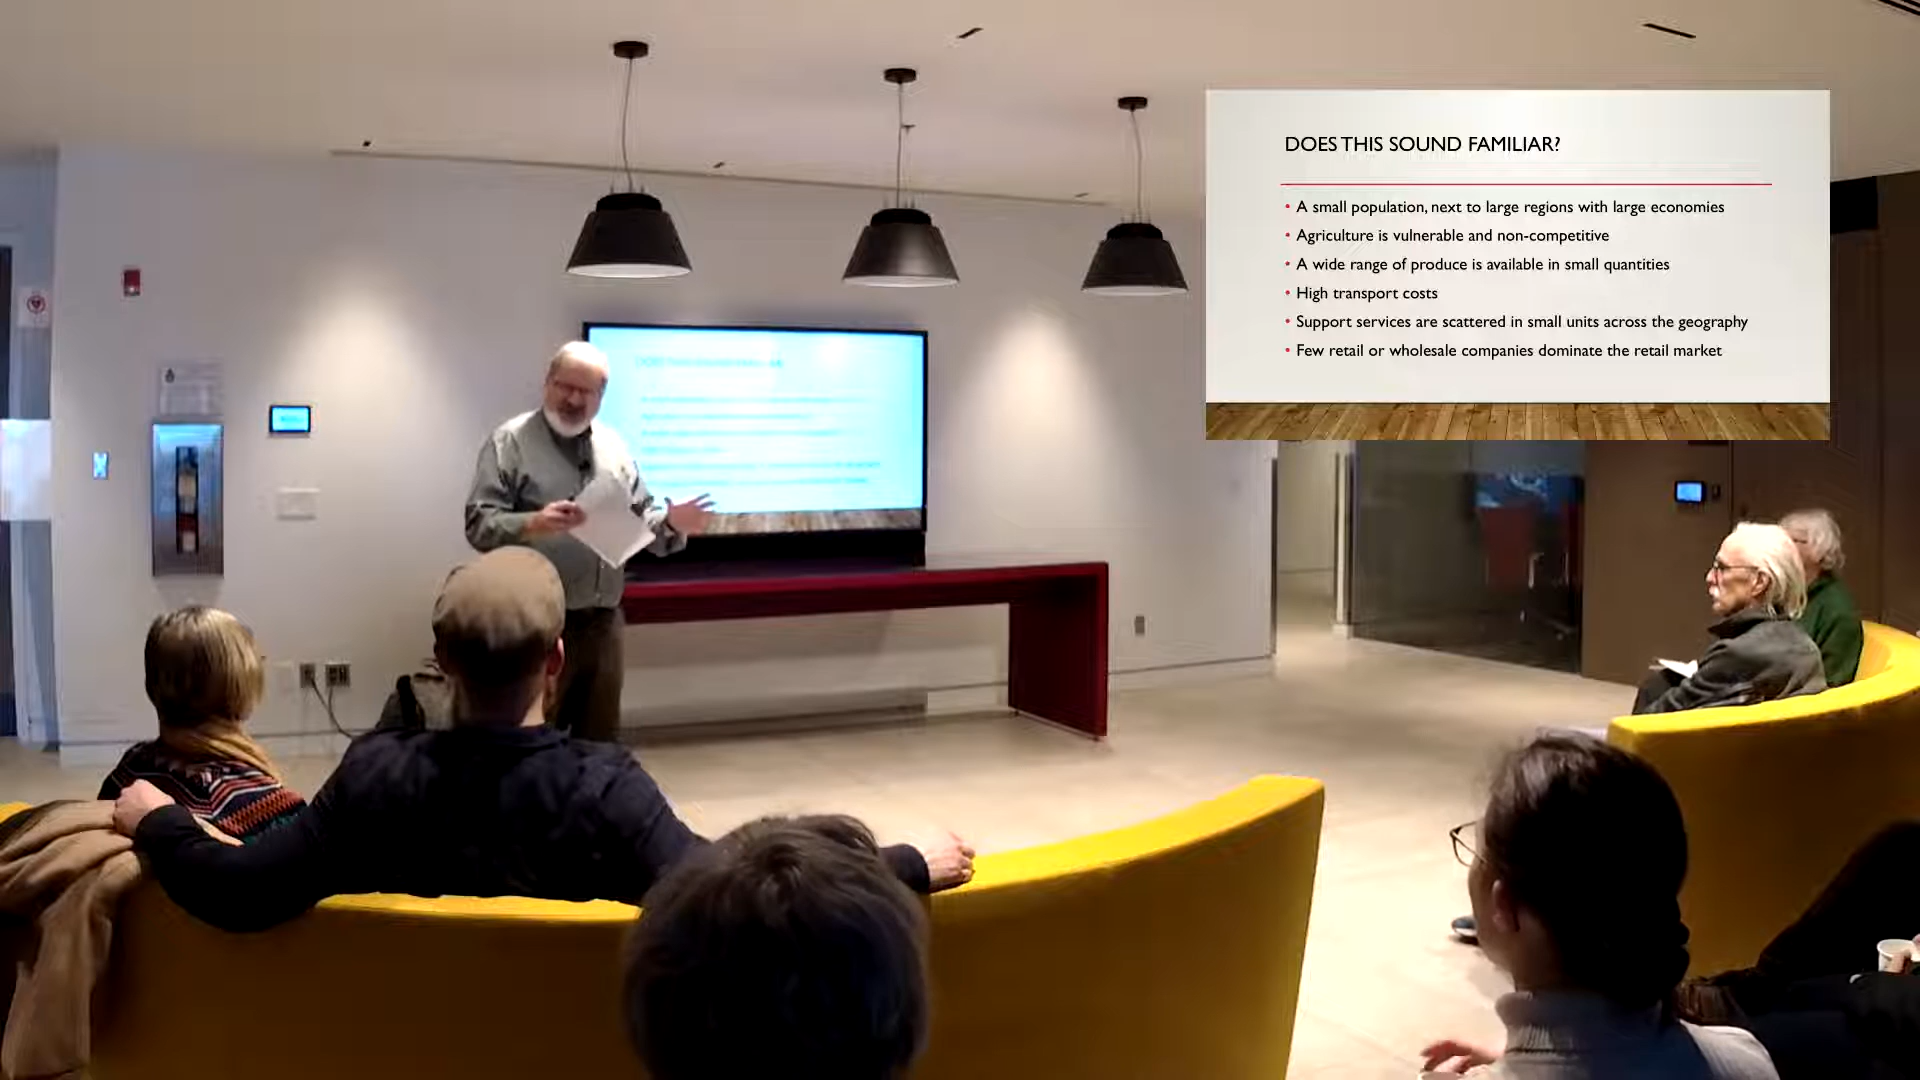 DOES THIS SOUND FAMILIAR?
• A small population, next to large regions with large economies
• Agriculture is vulnerable and non-competitive
• A wide range of produce is available in small quantities
• High transport costs
• Support services are scattered in small units across the geography
• Few retail or wholesale companies dominate the retail market